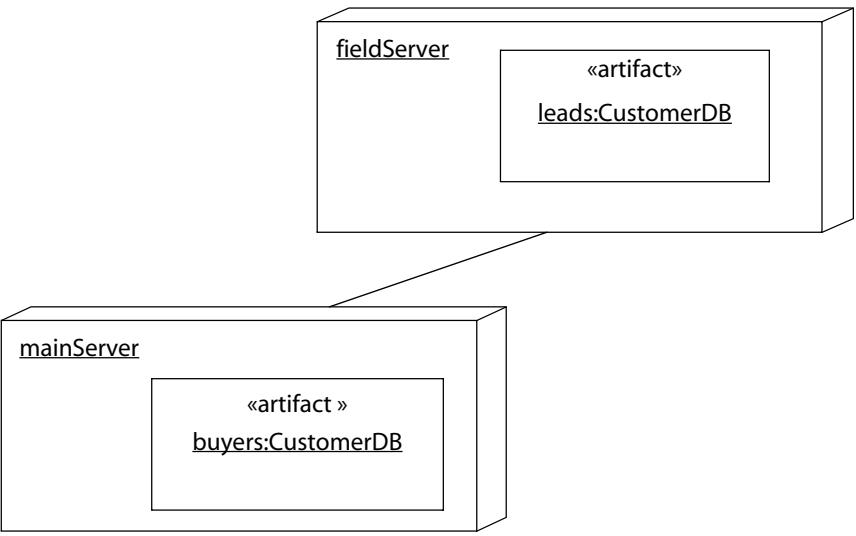 fieldServer
«artifact»
leads:CustomerDB
mainServer
«artifact »
buyers:CustomerDB